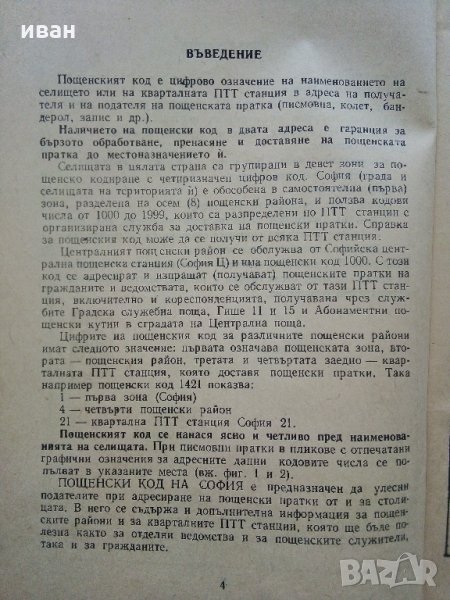 иван
ВЪВЕДЕНИЕ
Пощенският код е цифрово означение на наименованието на
селището или на кварталната ПТТ станция в адреса на получа-
теля и на подателя на пощенската пратка (писмовна, колет, бан-
дерол, запис и др.).
Наличието на пощенски код в двата адреса е гаранция за
бързото обработване, пренасяне и доставяне на пощенската
пратка до местоназначението ѝ.
Селищата в цялата страна са групирани в девет зони за по-
щенско кодиране с четиризначен цифров код. София (града и
селищата на територията ѝ) е обособена в самостоятелна (първа)
зона, разделена на осем (8) пощенски района, и ползва кодови
числа от 1000 до 1999, които са разпределени по ПТТ станции с
организирана служба за доставка на пощенски пратки. Справка
за пощенския код може да се получи от всяка ПТТ станция.
Централният пощенски район се обслужва от Софийска цент-
рална пощенска станция (София Ц) и има пощенски код 1000. С този
код се адресират и изпращат (получават) пощенските пратки на
гражданите и ведомствата, които се обслужват от тази ПТТ стан-
ция, включително и кореспонденцията, получавана чрез служ-
бите Градска служебна поща, Гише 11 и 15 и Абонаментни по-
щенски кутии в сградата на Централна поща.
Цифрите на пощенския код за различните пощенски райони
имат следното значение: първата означава пощенската зона, вто-
рата — пощенския район, третата и четвъртата заедно — квар-
талната ПТТ станция, която доставя пощенски пратки. Така
например пощенски код 1421 показва:
1 — първа зона (София)
4 — четвърти пощенски район
21 — квартална ПТТ станция София 21.
Пощенският код се нанася ясно и четливо пред наименова-
нията на селищата. При писмовни пратки в пликове с отпечатани
графични означения за адресните данни кодовите числа се по-
пълват в указаните места (вж. фиг. 1 и 2).
ПОЩЕНСКИ КОД НА СОФИЯ е предназначен да улесни
подателите при адресиране на пощенски пратки от и за столи-
цата. В него се съдържа и допълнителна информация за пощен-
ските райони и за кварталните ПТТ станции, която ще бъде по-
лезна както за отделни ведомства и за пощенските служители,
така и за гражданите.
4
BAZAR.BG